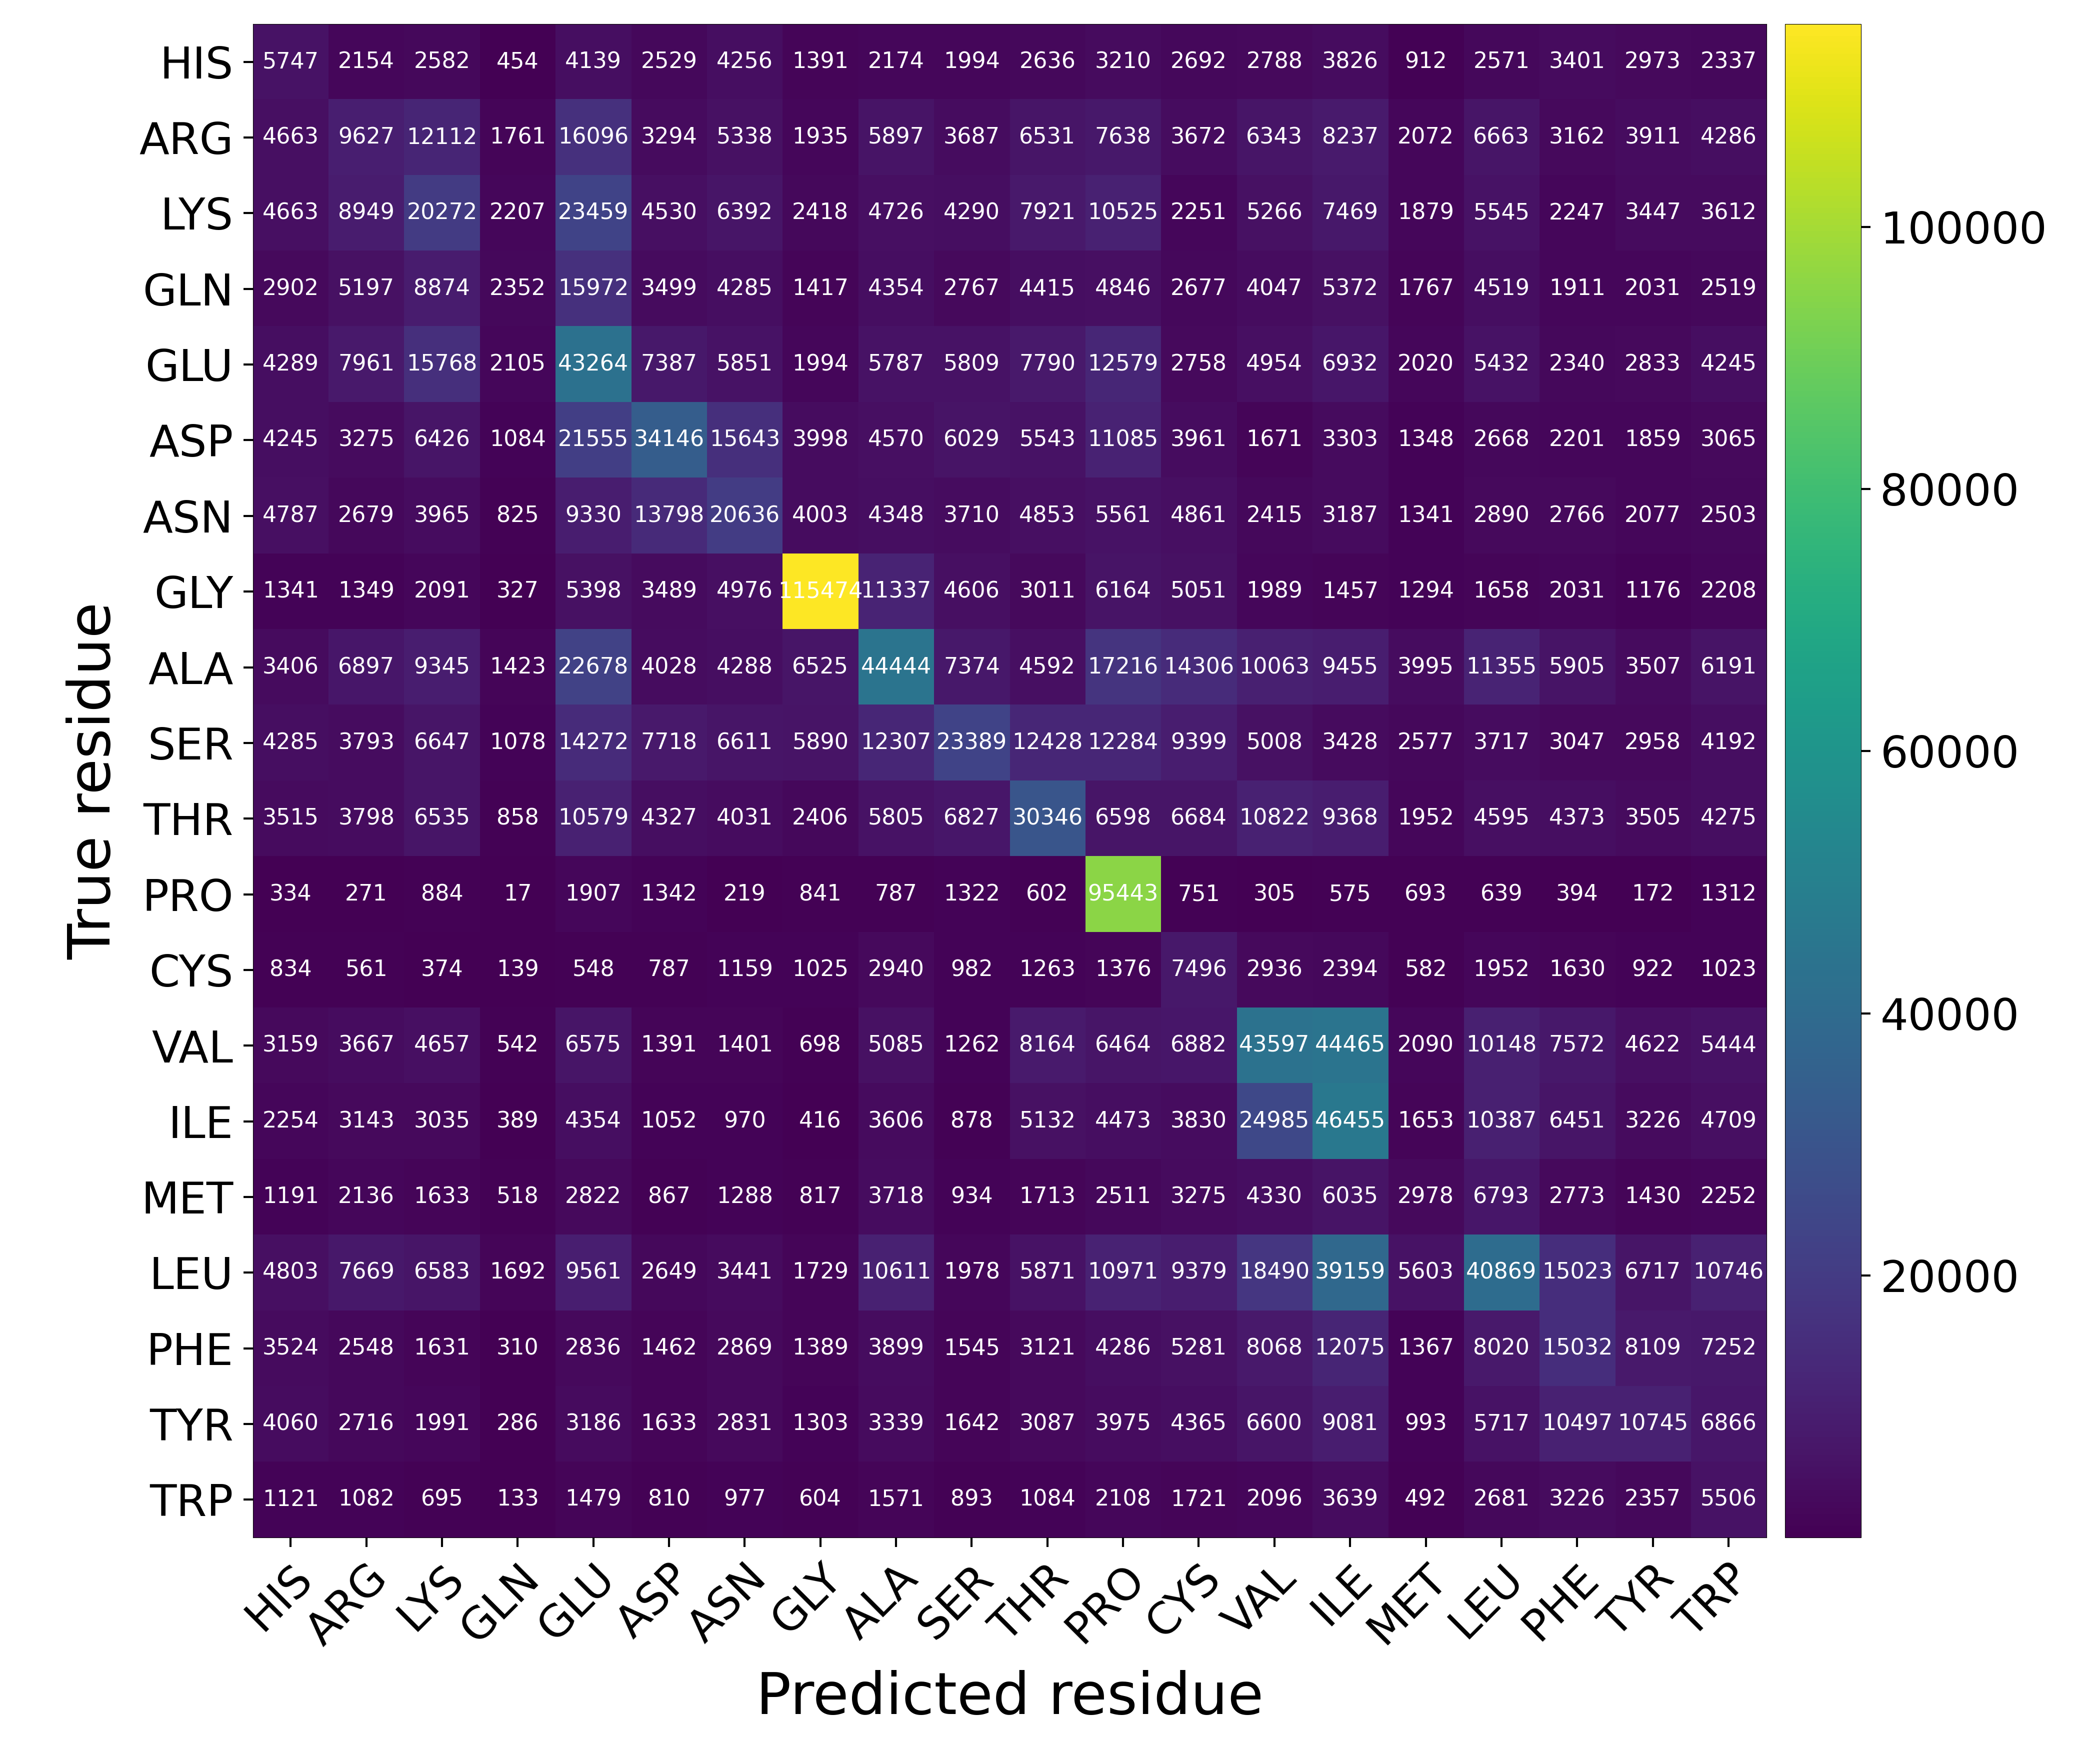 HIS 5747 2154 2582 454 4139 2529 4256 1391 2174 1994 2636 3210 2692 2788 3826 912 2571 3401 2973 2337
ARG 4663 9627 12112 1761 16096 3294 5338 1935 5897 3687 6531 7638 3672 6343 8237 2072 6663 3162 3911 4286
LYS 4663 8949 20272 2207 23459 4530 6392 2418 4726 4290 7921 10525 2251 5266 7469 1879 5545 2247 3447 3612
100000
GLN 2902 5197 8874 2352 15972 3499 4285 1417 4354 2767 4415 4846 2677 4047 5372 1767 4519 1911 2031 2519
GLU 4289 7961 15768 2105 43264 7387 5851 1994 5787 5809 7790 12579 2758 4954 6932 2020 5432 2340 2833 4245
ASP 4245 3275 6426 1084 21555 34146 15643 3998 4570 6029 5543 11085 3961 1671 3303 1348 2668 2201 1859 3065
80000
ASN 4787 2679 3965 825 9330 13798 20636 4003 4348 3710 4853 5561 4861 2415 3187 1341 2890 2766 2077 2503
GLY 1341 1349 2091 327 5398 3489 4976 115474 11337 4606 3011 6164 5051 1989 1457 1294 1658 2031 1176 2208
ALA 3406 6897 9345 1423 22678 4028 4288 6525 44444 7374 4592 17216 14306 10063 9455 3995 11355 5905 3507 6191
SER 4285 3793 6647 1078 14272 7718 6611 5890 12307 23389 12428 12284 9399 5008 3428 2577 3717 3047 2958 4192
60000
THR 3515 3798 6535 858 10579 4327 4031 2406 5805 6827 30346 6598 6684 10822 9368 1952 4595 4373 3505 4275
PRO 334 271 884 17 1907 1342 219 841 787 1322 602 95443 751 305 575 693 639 394 172 1312
CYS 834 561 374 139 548 787 1159 1025 2940 982 1263 1376 7496 2936 2394 582 1952 1630 922 1023
40000
VAL 3159 3667 4657 542 6575 1391 1401 698 5085 1262 8164 6464 6882 43597 44465 2090 10148 7572 4622 5444
ILE 2254 3143 3035 389 4354 1052 970 416 3606 878 5132 4473 3830 24985 46455 1653 10387 6451 3226 4709
MET 1191 2136 1633 518 2822 867 1288 817 3718 934 1713 2511 3275 4330 6035 2978 6793 2773 1430 2252
LEU 4803 7669 6583 1692 9561 2649 3441 1729 10611 1978 5871 10971 9379 18490 39159 5603 40869 15023 6717 10746
20000
PHE 3524 2548 1631 310 2836 1462 2869 1389 3899 1545 3121 4286 5281 8068 12075 1367 8020 15032 8109 7252
TYR 4060 2716 1991 286 3186 1633 2831 1303 3339 1642 3087 3975 4365 6600 9081 993 5717 10497 10745 6866
TRP 1121 1082 695 133 1479 810 977 604 1571 893 1084 2108 1721 2096 3639 492 2681 3226 2357 5506
HIS ARG LYS GLN GLU ASP ASN GLY ALA SER THR PRO CYS VAL ILE MET LEU PHE TYR TRP
Predicted residue
True residue